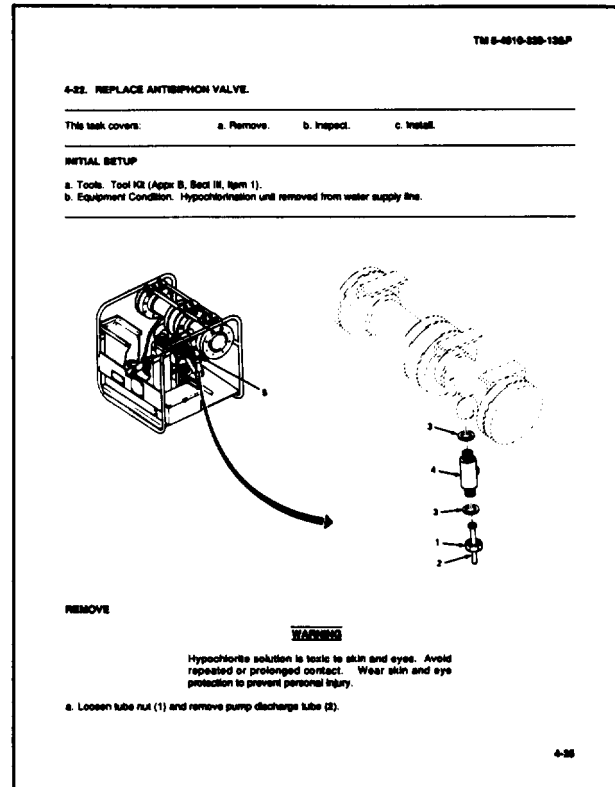 TM 5-4610-
4-22. REPLACE ANTISIPHON VALVE.
This task covers: a. Remove. b. Inspect. c. Install.
INITIAL SETUP
a. Tools. Tool Kit (Appx B, Sect III, Item 1).
b. Equipment Condition. Hypochlorination unit removed from water supply line.
5
3
4
3
1
2
REMOVE
WARNING
Hypochlorite solution is toxic to skin and eyes. Avoid
repeated or prolonged contact. Wear skin and eye
protection to prevent personal injury.
a. Loosen tube nut (1) and remove pump discharge tube (2).
4-35